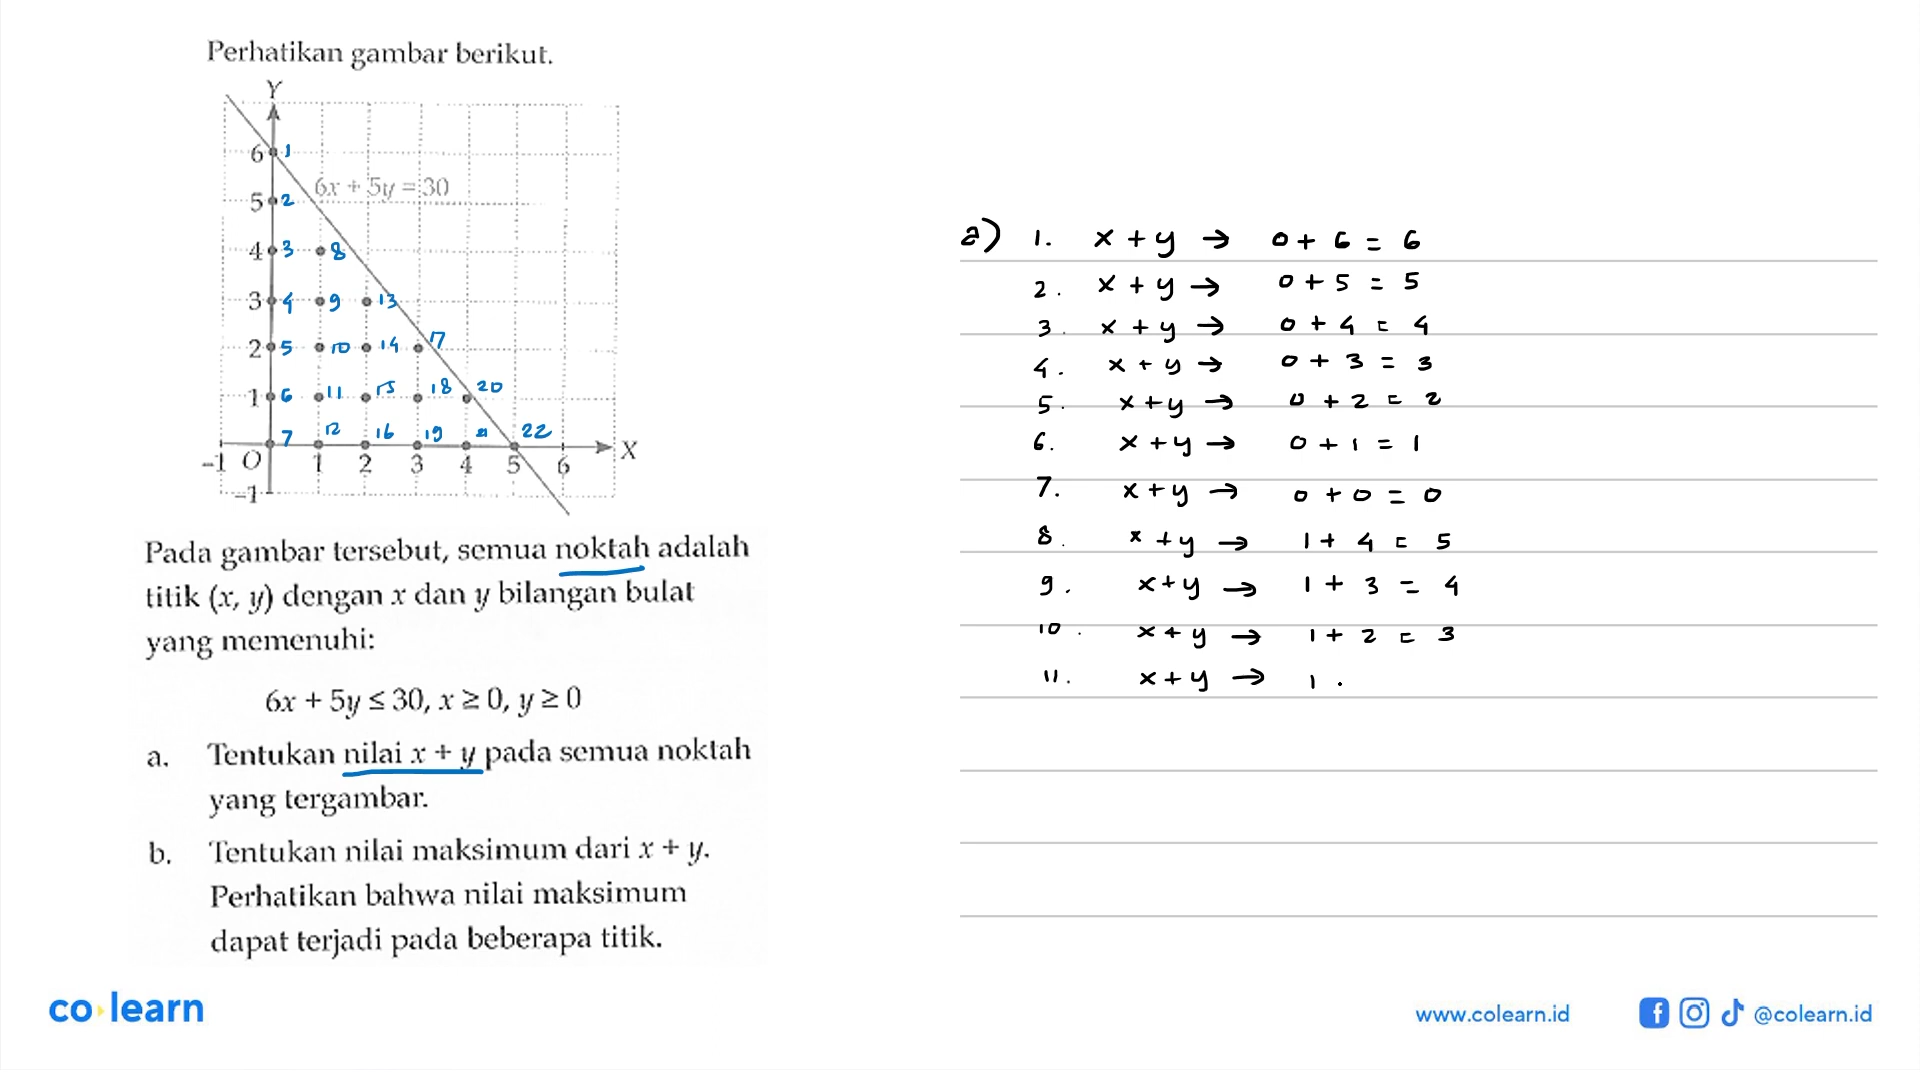 Perhatikan gambar berikut.
Y
6 1
6x + 5y = 30
5 2
4 3 8
3 4 9 13
2 5 10 14 17
1 6 11 15 18 20
7 12 16 19 21 22
X
-1 O 1 2 3 4 5 6
-1
Pada gambar tersebut, semua noktah adalah
titik (x, y) dengan x dan y bilangan bulat
yang memenuhi:
6x + 5y ≤ 30, x ≥ 0, y ≥ 0
a. Tentukan nilai x + y pada semua noktah
yang tergambar.
b. Tentukan nilai maksimum dari x + y.
Perhatikan bahwa nilai maksimum
dapat terjadi pada beberapa titik.
a) 1. x + y → 0 + 6 = 6
2. x + y → 0 + 5 = 5
3. x + y → 0 + 4 = 4
4. x + y → 0 + 3 = 3
5. x + y → 0 + 2 = 2
6. x + y → 0 + 1 = 1
7. x + y → 0 + 0 = 0
8. x + y → 1 + 4 = 5
9. x + y → 1 + 3 = 4
10. x + y → 1 + 2 = 3
11. x + y → 1 .
co learn
www.colearn.id
@colearn.id